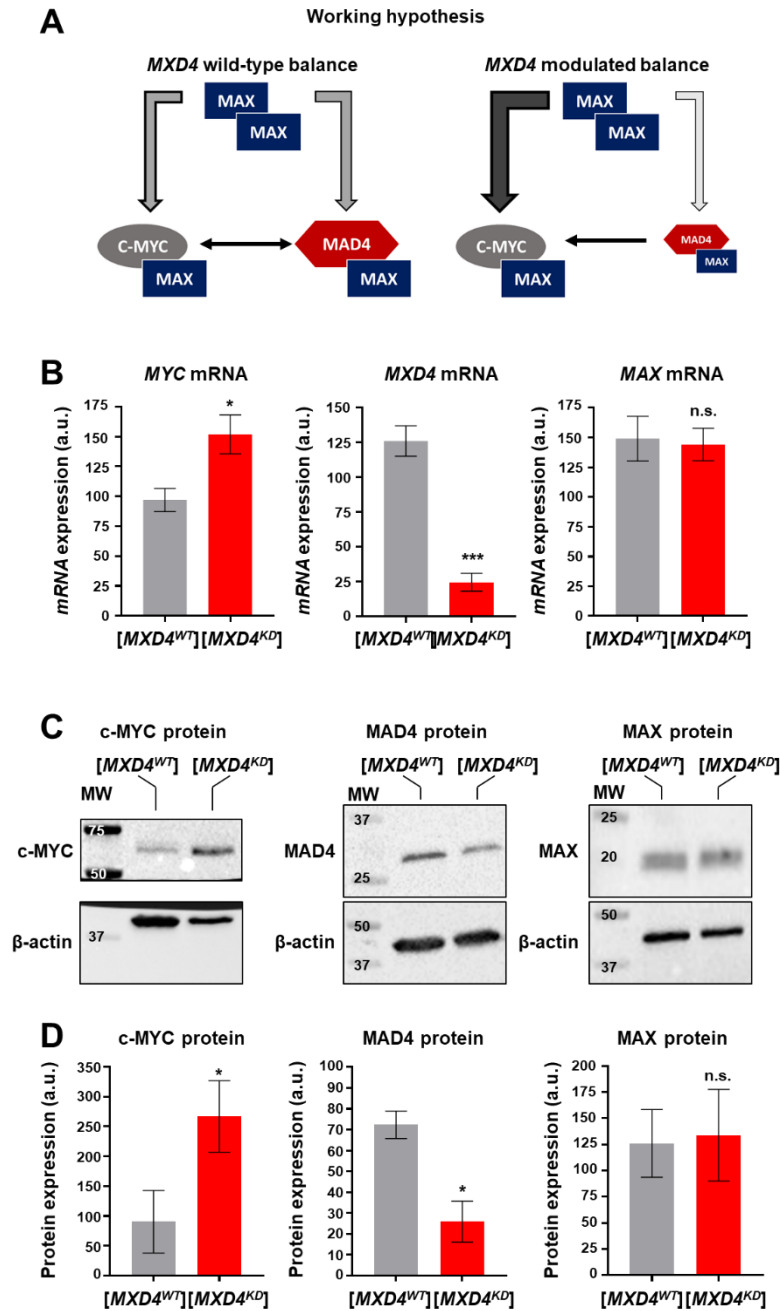 A
Working hypothesis
MXD4 wild-type balance
MXD4 modulated balance
MAX
MAX
MAX
MAX
C-MYC
MAX
MAD4
MAX
C-MYC
MAX
MAD4
MAX
B
MYC mRNA
MXD4 mRNA
MAX mRNA
mRNA expression (a.u.)
175
150
125
100
75
50
25
0
*
[MXD4WT] [MXD4KD]
mRNA expression (a.u.)
150
125
100
75
50
25
0
***
[MXD4WT] [MXD4KD]
mRNA expression (a.u.)
175
150
125
100
75
50
25
0
n.s.
[MXD4WT] [MXD4KD]
C
c-MYC protein
[MXD4WT] [MXD4KD]
MW
75
50
c-MYC
37
β-actin
MAD4 protein
[MXD4WT] [MXD4KD]
MW
37
25
MAD4
50
37
β-actin
MAX protein
[MXD4WT] [MXD4KD]
MW
25
20
MAX
50
37
β-actin
D
c-MYC protein
MAD4 protein
MAX protein
Protein expression (a.u.)
350
300
250
200
150
100
50
0
*
[MXD4WT] [MXD4KD]
Protein expression (a.u.)
100
90
80
70
60
50
40
30
20
10
0
*
[MXD4WT] [MXD4KD]
Protein expression (a.u.)
200
175
150
125
100
75
50
25
0
n.s.
[MXD4WT] [MXD4KD]